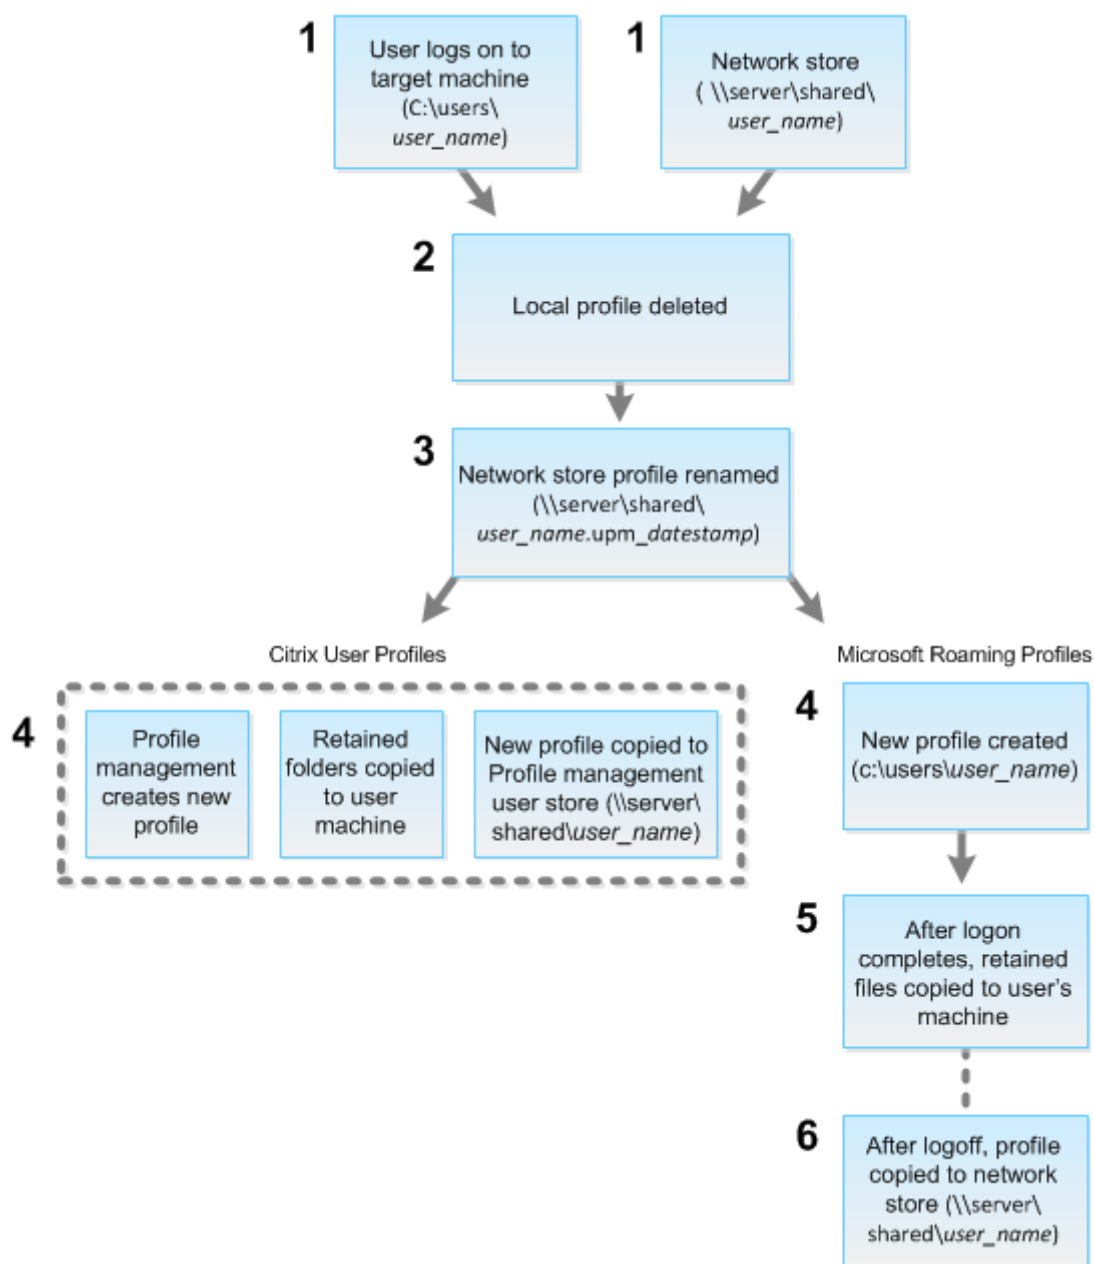 1
User logs on to
target machine
(C:\users\
user_name)
1
Network store
( \\server\shared\
user_name)
2
Local profile deleted
3
Network store profile renamed
(\\server\shared\
user_name.upm_datestamp)
Citrix User Profiles
4
Profile
management
creates new
profile
Retained
folders copied
to user
machine
New profile copied to
Profile management
user store (\\server\
shared\user_name)
Microsoft Roaming Profiles
4
New profile created
(c:\users\user_name)
5
After logon
completes, retained
files copied to user's
machine
6
After logoff, profile
copied to network
store (\\server\
shared\user_name)